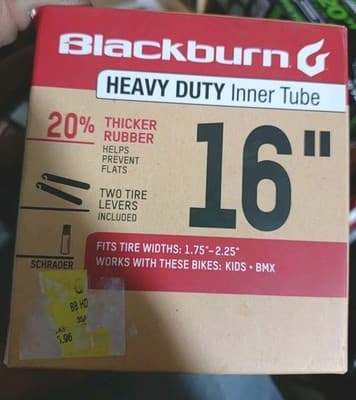 Blackburn
HEAVY DUTY Inner Tube
20% THICKER
RUBBER
HELPS
PREVENT
FLATS
16"
TWO TIRE
LEVERS
INCLUDED
FITS TIRE WIDTHS: 1.75"-2.25"
WORKS WITH THESE BIKES: KIDS • BMX
SCHRADER